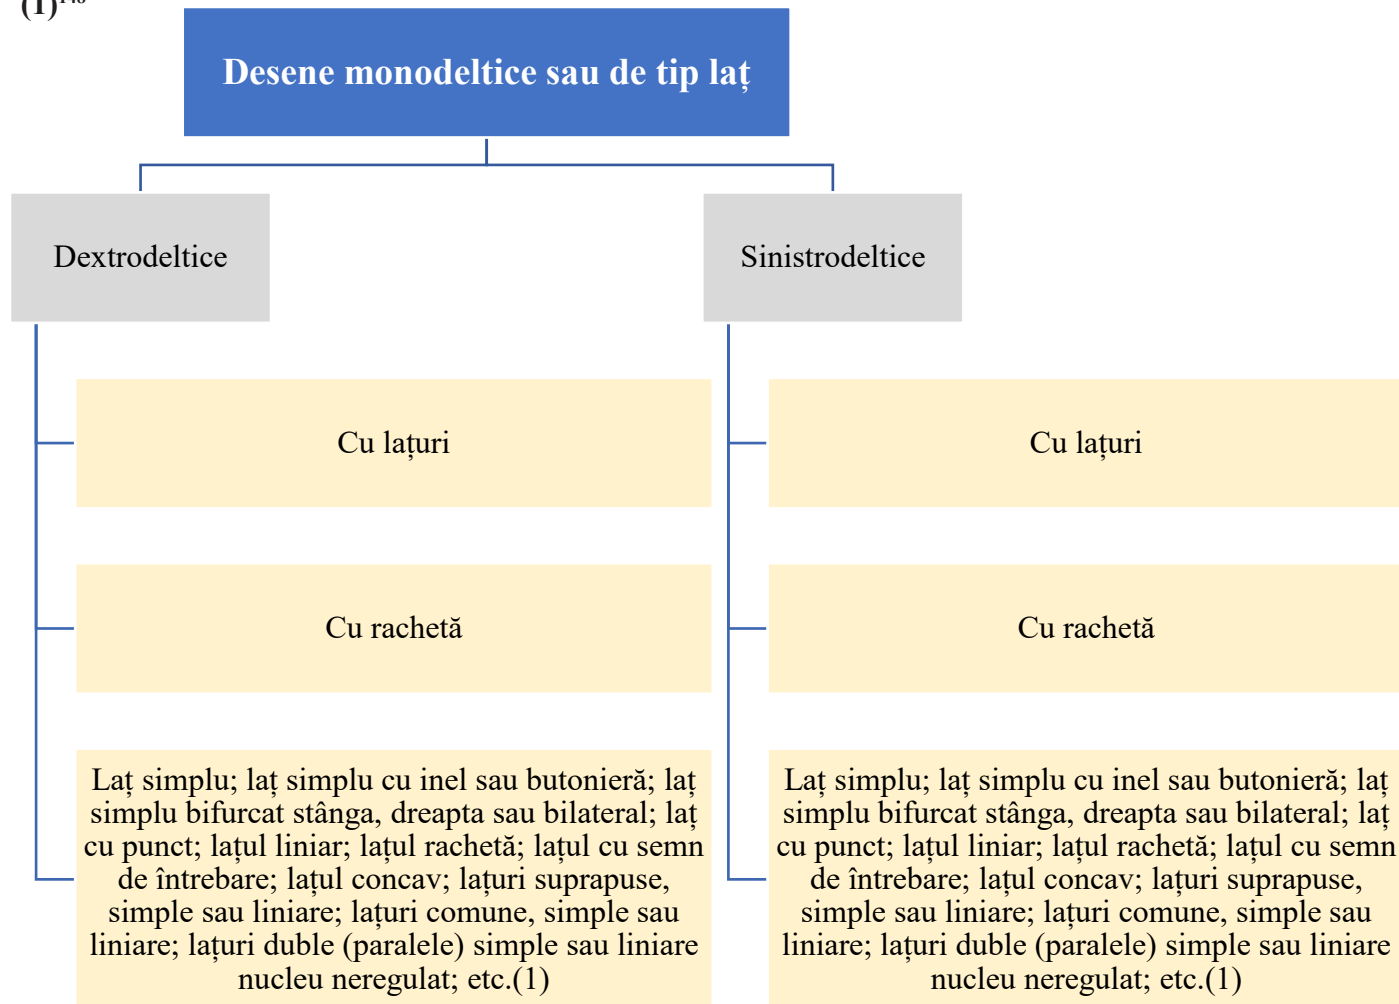 (1)
Desene monodeltice sau de tip laț
Dextrodeltice
Cu lațuri
Cu rachetă
Laț simplu; laț simplu cu inel sau butonieră; laț
simplu bifurcat stânga, dreapta sau bilateral; laț
cu punct; lațul liniar; lațul rachetă; lațul cu semn
de întrebare; lațul concav; lațuri suprapuse,
simple sau liniare; lațuri comune, simple sau
liniare; lațuri duble (paralele) simple sau liniare
nucleu neregulat; etc.(1)
Sinistrodeltice
Cu lațuri
Cu rachetă
Laț simplu; laț simplu cu inel sau butonieră; laț
simplu bifurcat stânga, dreapta sau bilateral; laț
cu punct; lațul liniar; lațul rachetă; lațul cu semn
de întrebare; lațul concav; lațuri suprapuse,
simple sau liniare; lațuri comune, simple sau
liniare; lațuri duble (paralele) simple sau liniare
nucleu neregulat; etc.(1)